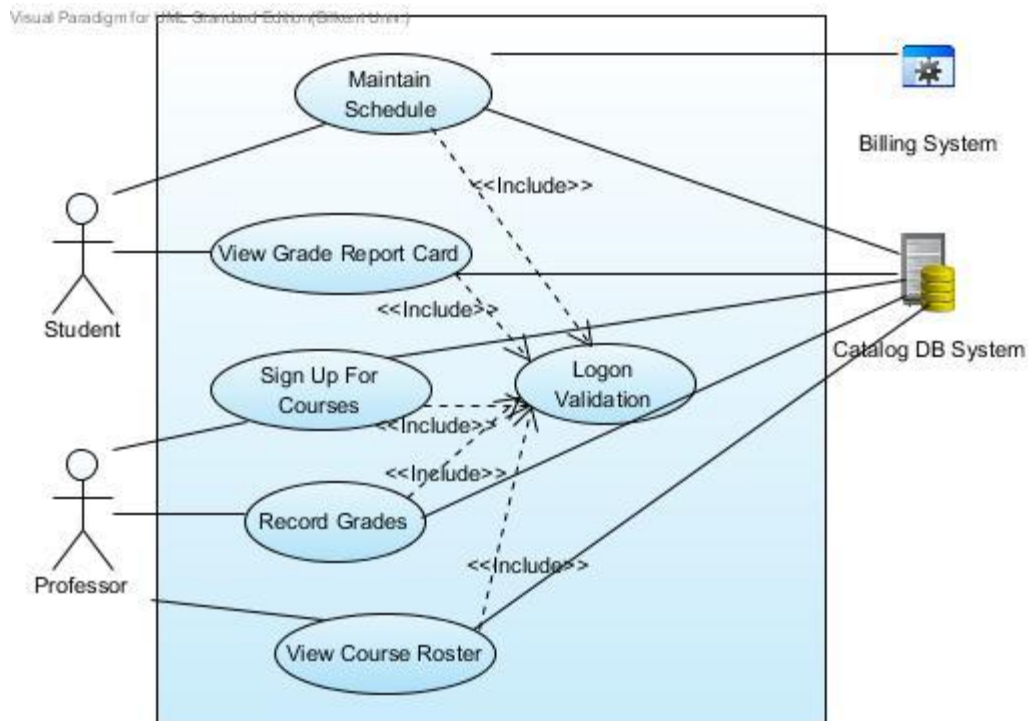 Visual Paradigm for UML Standard Edition(Bilkent Univ.)
Maintain
Schedule
Billing System
<<Include>>
View Grade Report Card
Student
<<Include>>
Catalog DB System
Sign Up For
Courses
Logon
Validation
<<Include>>
<<Include>>
Record Grades
<<Include>>
Professor
View Course Roster